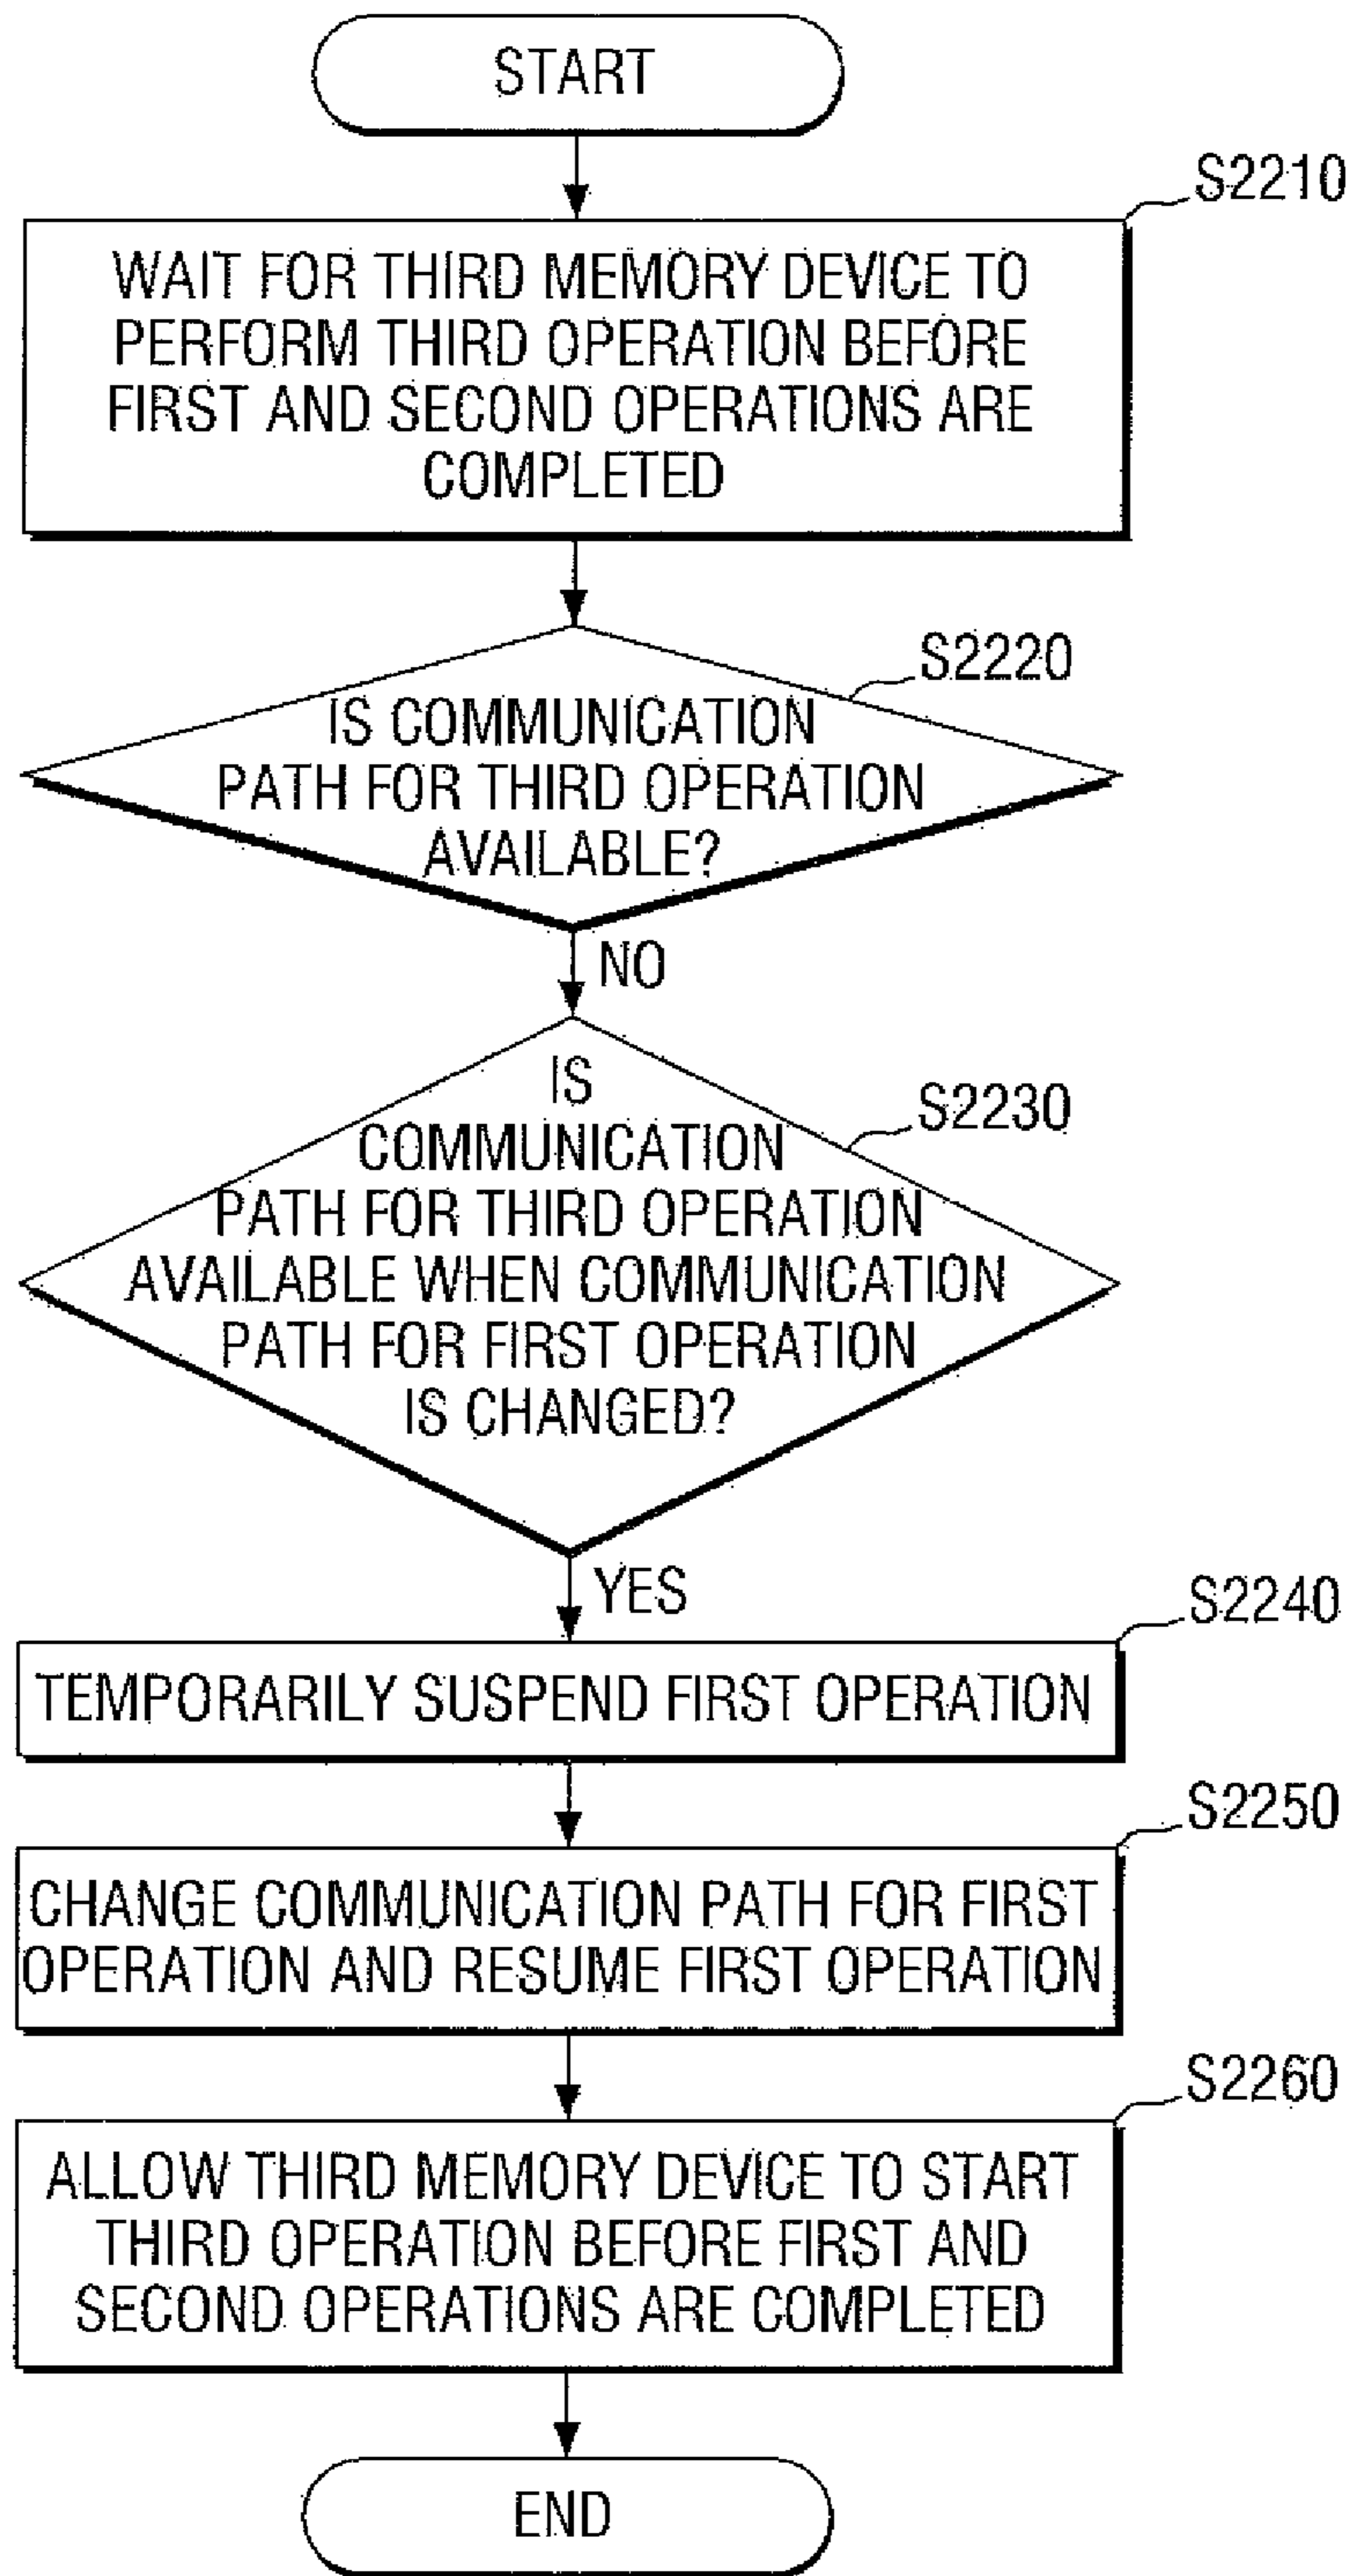 START
S2210
WAIT FOR THIRD MEMORY DEVICE TO
PERFORM THIRD OPERATION BEFORE
FIRST AND SECOND OPERATIONS ARE
COMPLETED
S2220
IS COMMUNICATION
PATH FOR THIRD OPERATION
AVAILABLE?
NO
S2230
IS
COMMUNICATION
PATH FOR THIRD OPERATION
AVAILABLE WHEN COMMUNICATION
PATH FOR FIRST OPERATION
IS CHANGED?
YES
S2240
TEMPORARILY SUSPEND FIRST OPERATION
S2250
CHANGE COMMUNICATION PATH FOR FIRST
OPERATION AND RESUME FIRST OPERATION
S2260
ALLOW THIRD MEMORY DEVICE TO START
THIRD OPERATION BEFORE FIRST AND
SECOND OPERATIONS ARE COMPLETED
END